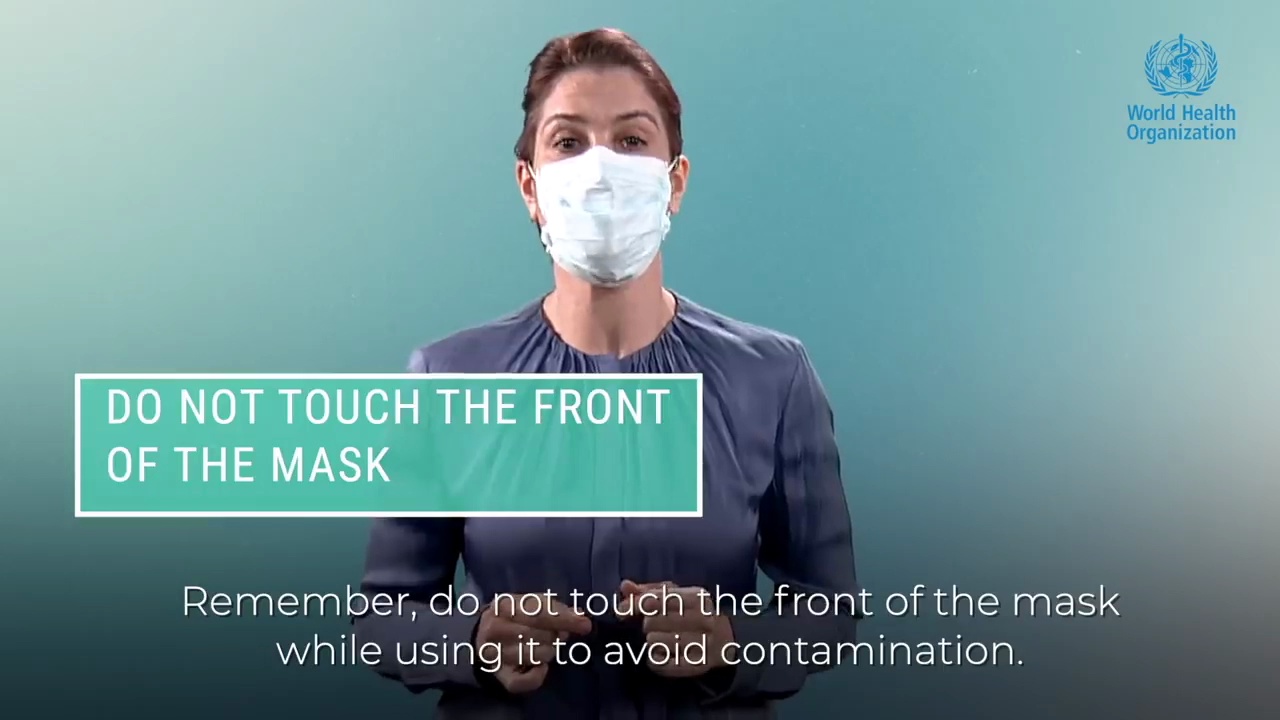 World Health
Organization
DO NOT TOUCH THE FRONT
OF THE MASK
Remember, do not touch the front of the mask
while using it to avoid contamination.